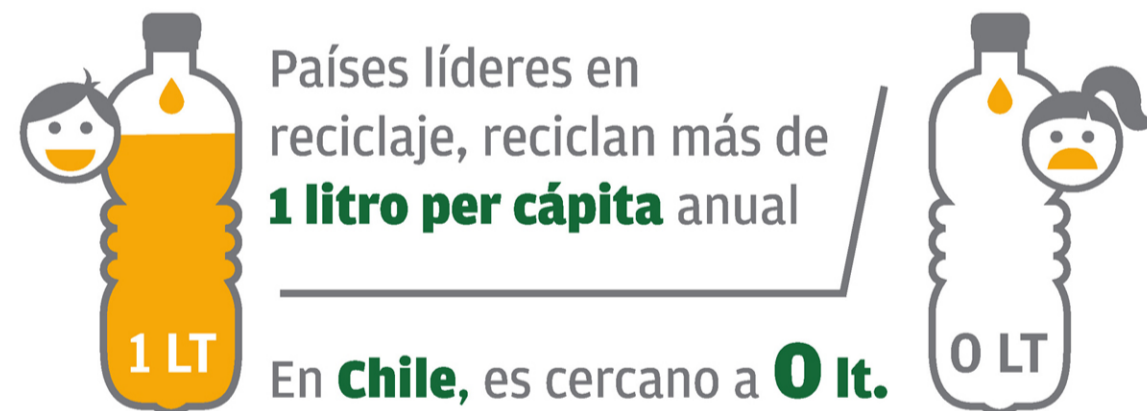 Países líderes en
reciclaje, reciclan más de
1 litro per cápita anual
1 LT
En Chile, es cercano a 0 lt.
0 LT